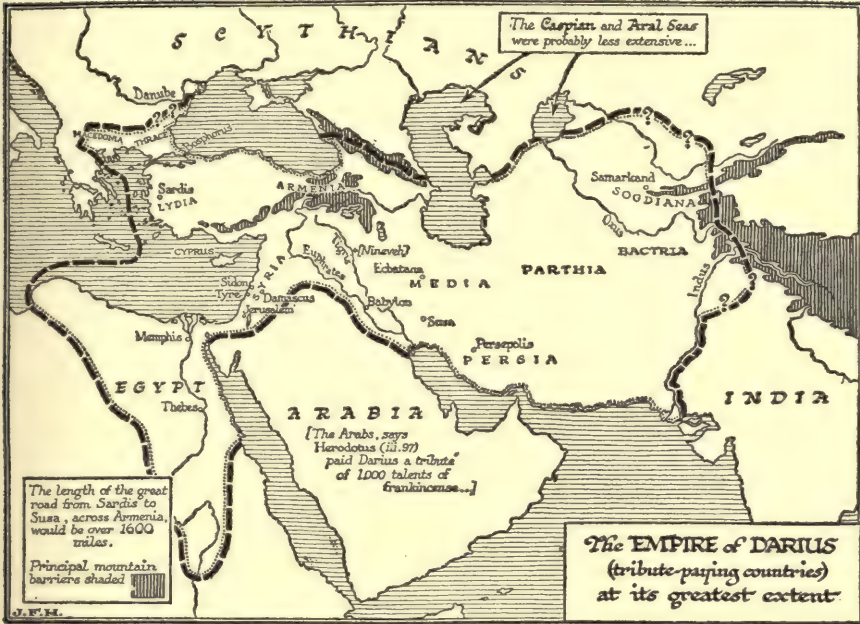 The Caspian and Aral Seas
were probably less extensive...
SCYTHIANS
Danube
? ?
MACEDONIA
THRACE
Bosphorus
Sardis
LYDIA
ARMENIA
Samarkand
SOGDIANA
Oxus
BACTRIA
PARTHIA
CYPRUS
SYRIA
Tigris
[Nineveh]
Euphrates
Ecbatana
MEDIA
Indus
Sidon
Tyre
Damascus
Jerusalem
Babylon
Susa
Memphis
Persepolis
PERSIA
EGYPT
Thebes
ARABIA
[The Arabs, says
Herodotus (iii.97)
paid Darius a tribute
of 1000 talents of
frankincense...]
INDIA
The length of the great
road from Sardis to
Susa, across Armenia,
would be over 1600
miles.
Principal mountain
barriers shaded
J.F.H.
The EMPIRE of DARIUS
(tribute-paying countries)
at its greatest extent